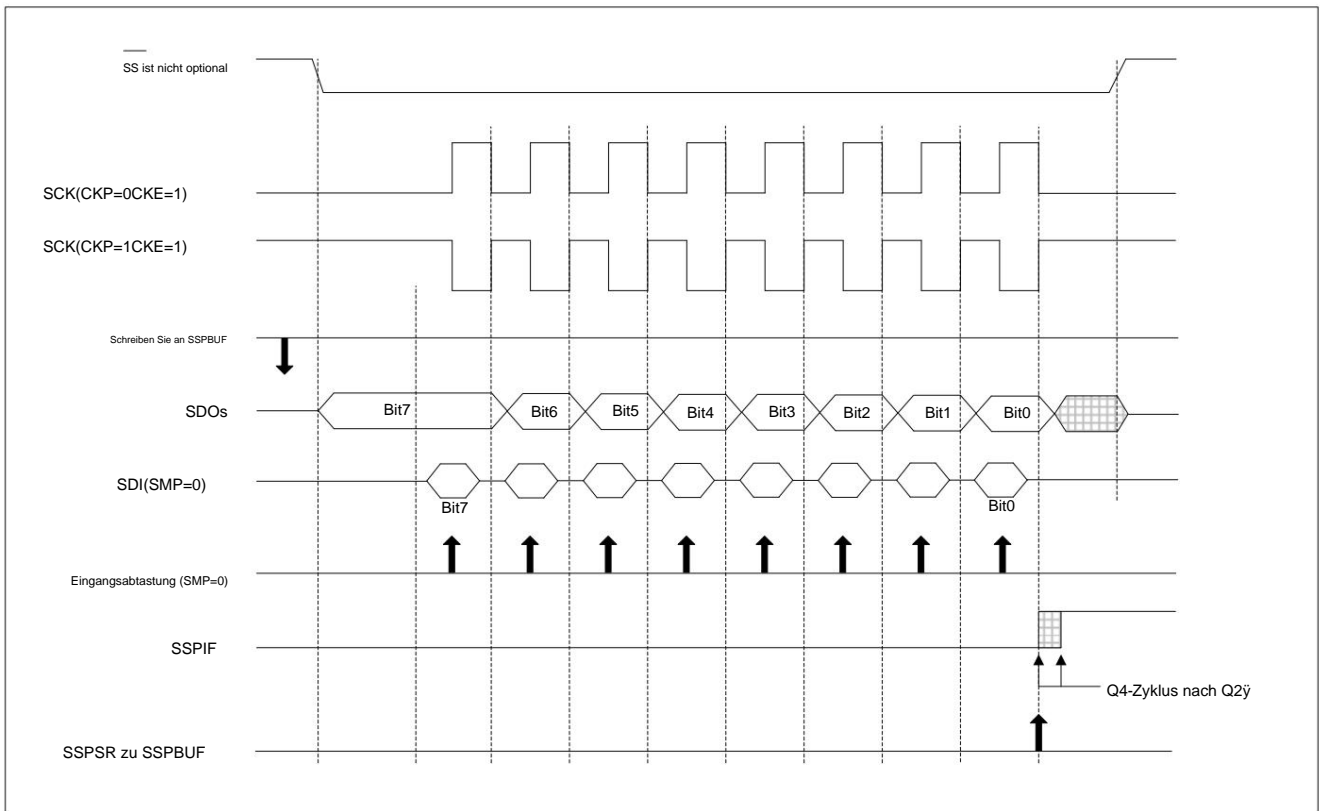 SS ist nicht optional
SCK(CKP=0CKE=1)
SCK(CKP=1CKE=1)
Schreiben Sie an SSPBUF
SDOs
Bit7
Bit6
Bit5
Bit4
Bit3
Bit2
Bit1
Bit0
SDI(SMP=0)
Bit7
Bit0
Eingangsabtastung (SMP=0)
SSPIF
Q4-Zyklus nach Q2ÿ
SSPSR zu SSPBUF